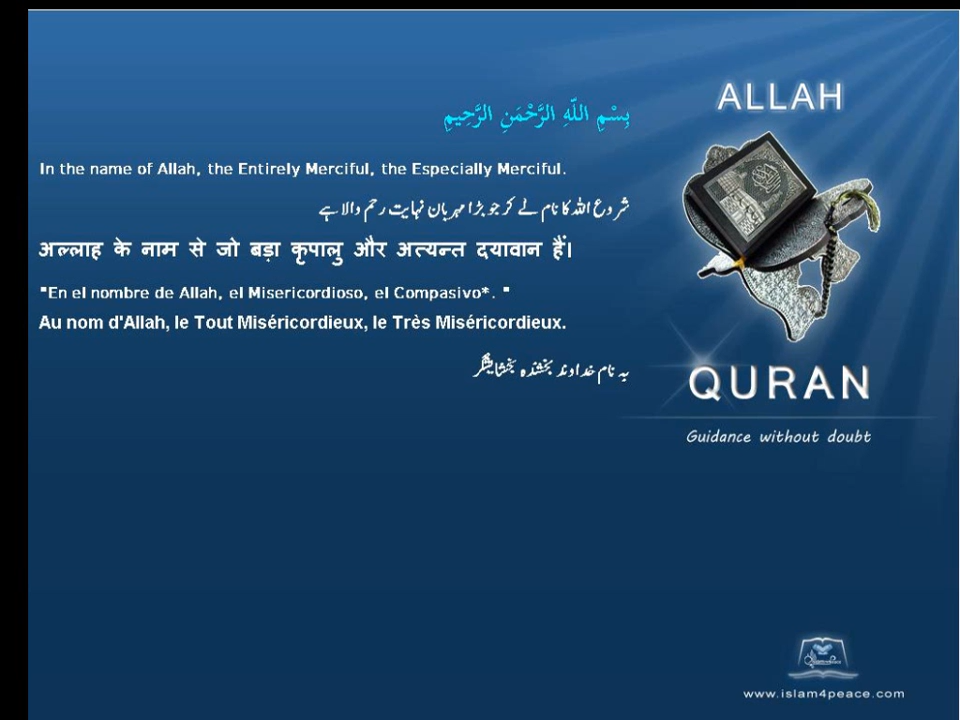 بِسْمِ اللّهِ الرَّحْمَنِ الرَّحِيمِ
In the name of Allah, the Entirely Merciful, the Especially Merciful.
شروع الله کا نام لے کر جو بڑا مہربان نہایت رحم والا ہے
अल्लाह के नाम से जो बड़ा कृपालु और अत्यन्त दयावान हैं।
"En el nombre de Allah, el Misericordioso, el Compasivo*. "
Au nom d'Allah, le Tout Miséricordieux, le Très Miséricordieux.
به نام خداوند بخشنده بخشایشگر
ALLAH
QURAN
Guidance without doubt
www.islam4peace.com